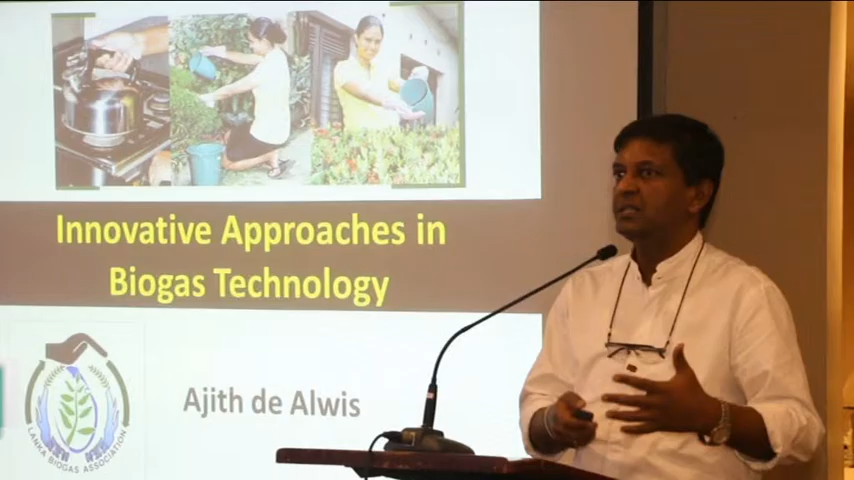 Innovative Approaches in
Biogas Technology
Ajith de Alwis
LANKA BIOGAS ASSOCIATION